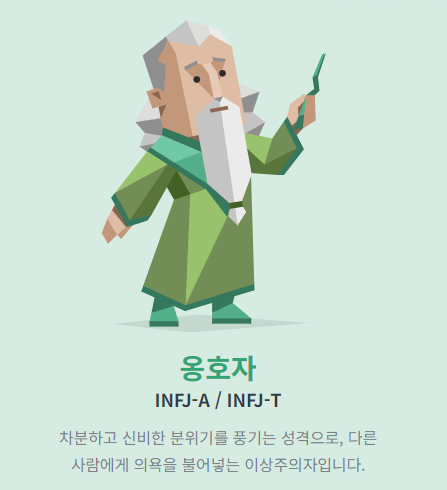 옹호자
INFJ-A / INFJ-T
차분하고 신비한 분위기를 풍기는 성격으로, 다른
사람에게 의욕을 불어넣는 이상주의자입니다.